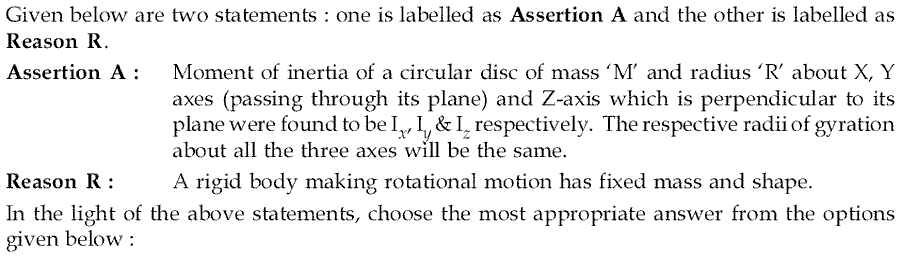 Given below are two statements : one is labelled as Assertion A and the other is labelled as
Reason R.
Assertion A : Moment of inertia of a circular disc of mass ‘M’ and radius ‘R’ about X, Y
axes (passing through its plane) and Z-axis which is perpendicular to its
plane were found to be Iₓ, I_y & I_z respectively. The respective radii of gyration
about all the three axes will be the same.
Reason R : A rigid body making rotational motion has fixed mass and shape.
In the light of the above statements, choose the most appropriate answer from the options
given below :